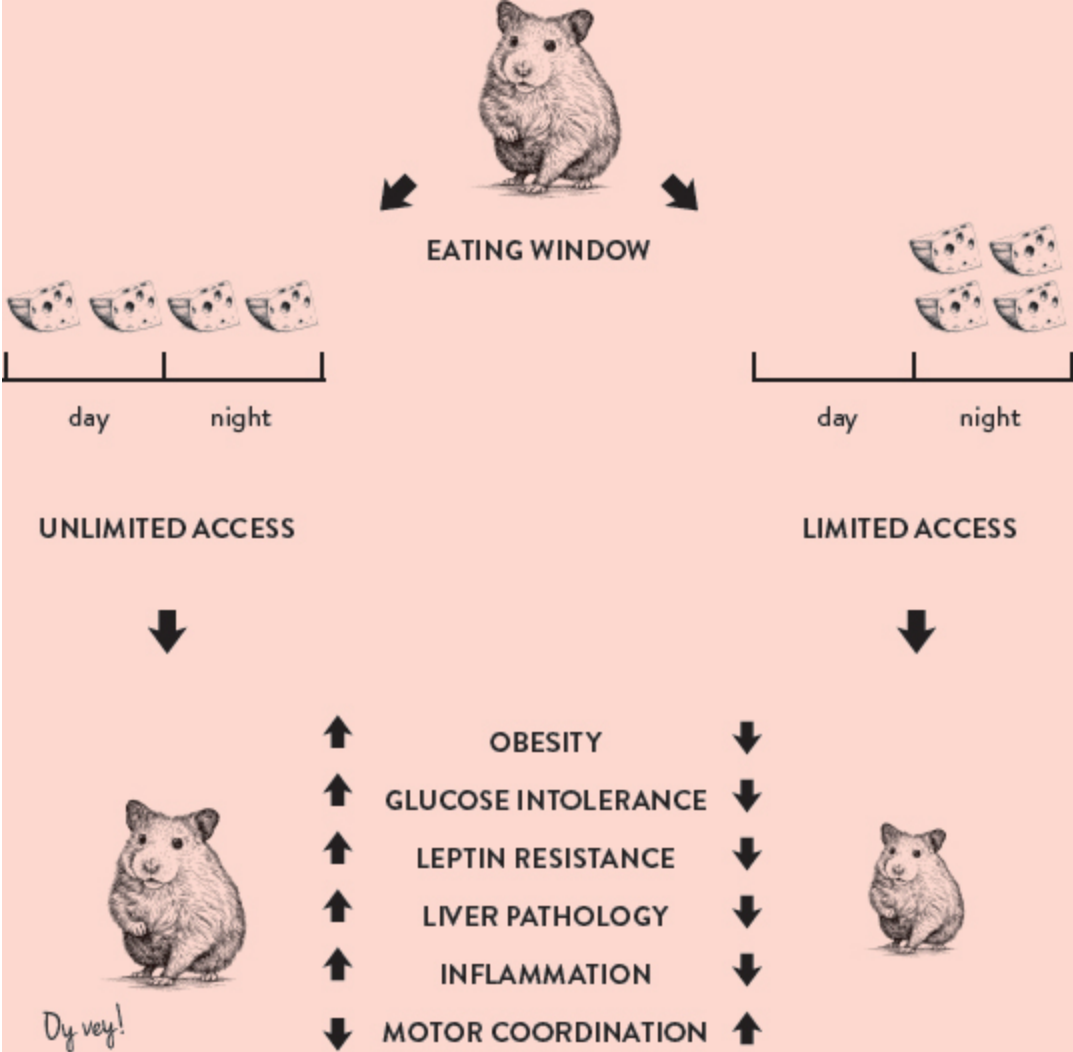 EATING WINDOW
day night
day night
UNLIMITED ACCESS
LIMITED ACCESS
OBESITY
GLUCOSE INTOLERANCE
LEPTIN RESISTANCE
LIVER PATHOLOGY
INFLAMMATION
MOTOR COORDINATION
Oy vey!